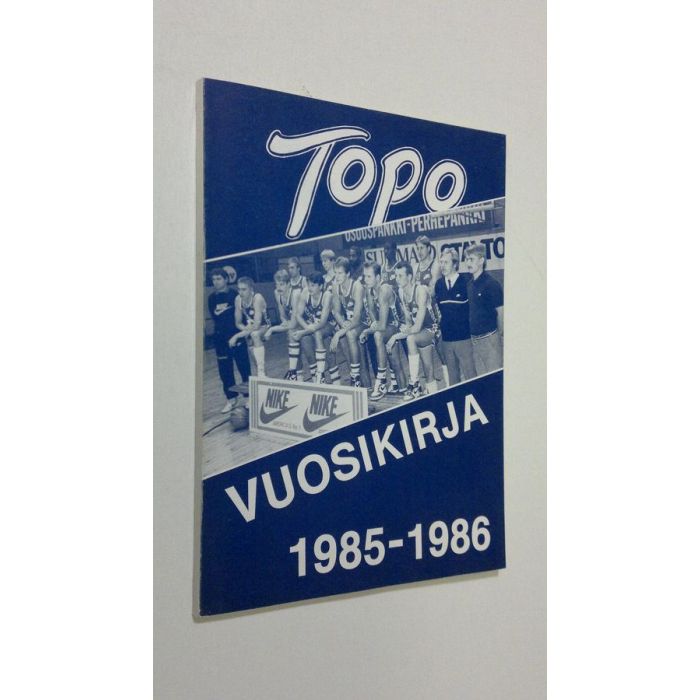 Topo
OSUUSPANKKI-PERHEPANKKI
NIKE
NIKE
VUOSIKIRJA
1985-1986